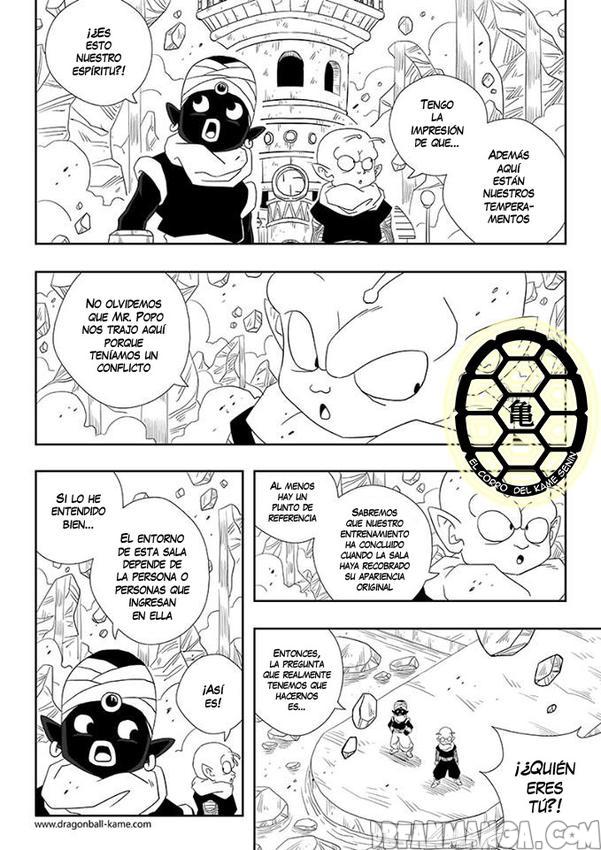 ¡¿ES
ESTO NUESTRO
ESPÍRITU?!
TENGO
LA
IMPRESIÓN
DE QUE...
ADEMÁS
AQUÍ
ESTÁN
NUESTROS
TEMPERA-
MENTOS
NO OLVIDEMOS
QUE MR. POPO
NOS TRAJO AQUÍ
PORQUE
TENÍAMOS UN
CONFLICTO
亀
EL CORRO DEL KAME SENIN
SI LO HE
ENTENDIDO
BIEN...
EL ENTORNO
DE ESTA SALA
DEPENDE DE
LA PERSONA O
PERSONAS QUE
INGRESAN
EN ELLA
¡ASÍ
ES!
AL MENOS
HAY UN
PUNTO DE
REFERENCIA
SABREMOS
QUE NUESTRO
ENTRENAMIENTO
HA CONCLUIDO
CUANDO LA SALA
HAYA RECOBRADO
SU APARIENCIA
ORIGINAL
ENTONCES,
LA PREGUNTA
QUE REALMENTE
TENEMOS QUE
HACERNOS
ES...
¡¿QUIÉN
ERES
TÚ?!
www.dragonball-kame.com
DBFANMANGA.COM